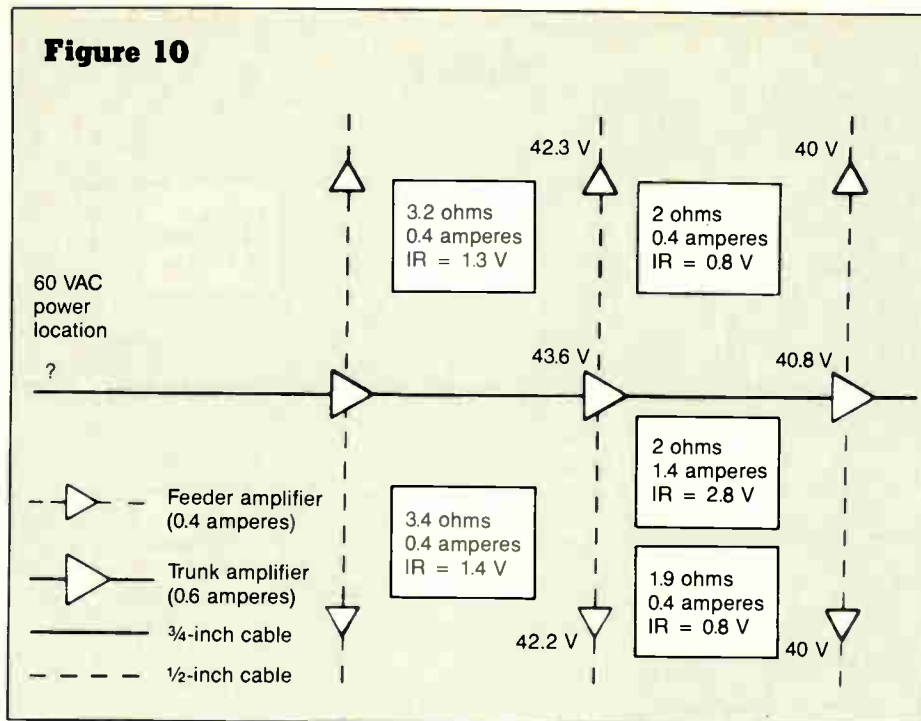 Figure 10
42.3 V
40 V
3.2 ohms
0.4 amperes
IR = 1.3 V
2 ohms
0.4 amperes
IR = 0.8 V
60 VAC
power
location
?
43.6 V
40.8 V
2 ohms
1.4 amperes
IR = 2.8 V
3.4 ohms
0.4 amperes
IR = 1.4 V
1.9 ohms
0.4 amperes
IR = 0.8 V
42.2 V
40 V
Feeder amplifier
(0.4 amperes)
Trunk amplifier
(0.6 amperes)
¾-inch cable
½-inch cable